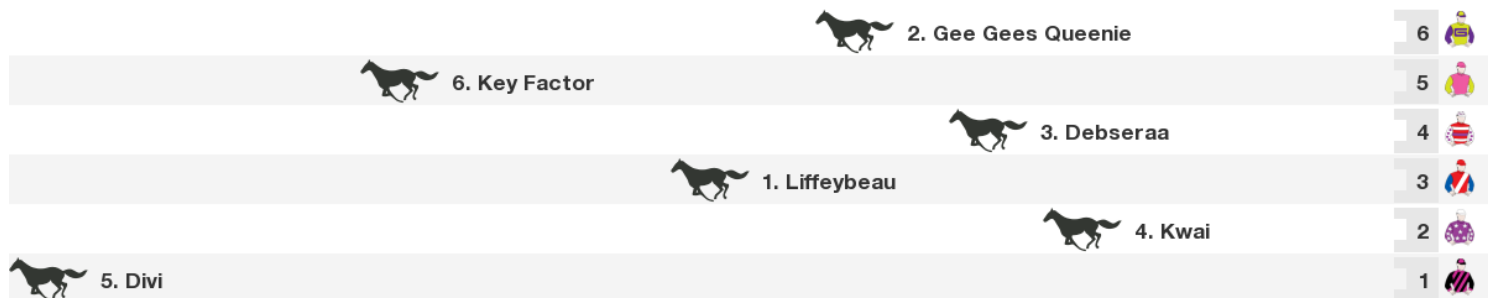 2. Gee Gees Queenie 6
6. Key Factor 5
3. Debseraa 4
1. Liffeybeau 3
4. Kwai 2
5. Divi 1